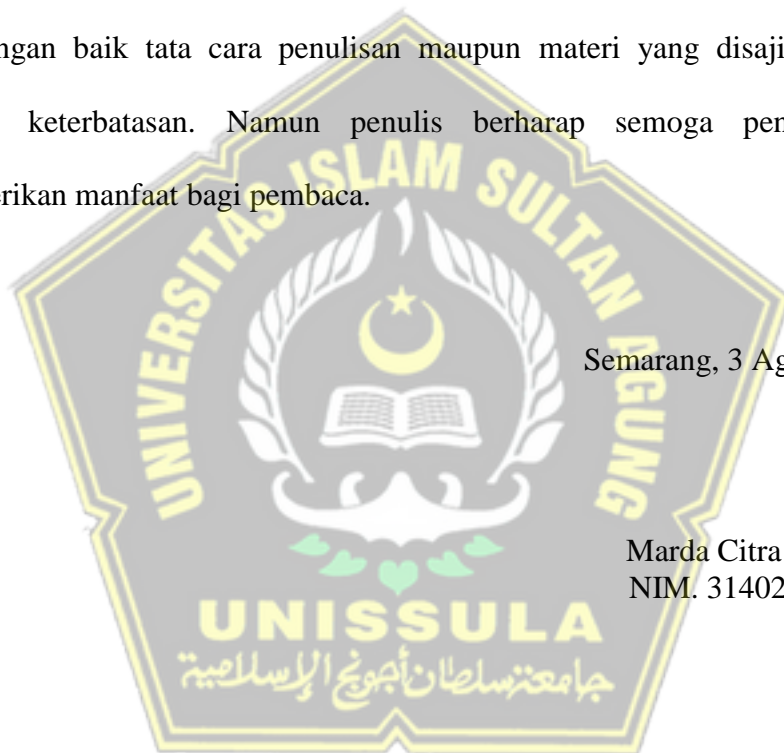 ngan baik tata cara penulisan maupun materi yang disaji
keterbatasan. Namun penulis berharap semoga pen
erikan manfaat bagi pembaca.
Semarang, 3 Ag
Marda Citra
NIM. 31402
UNIVERSITAS ISLAM SULTAN AGUNG
UNISSULA
جامعة سلطان أجونج الإسلامية